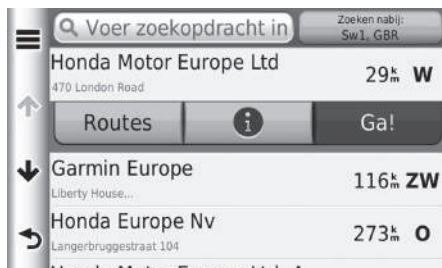 Voer zoekopdracht in
Zoeken nabij:
Sw1, GBR
Honda Motor Europe Ltd
470 London Road
29 km W
Routes
Ga!
Garmin Europe
Liberty House...
116 km ZW
Honda Europe Nv
Langerbruggestraat 104
273 km O